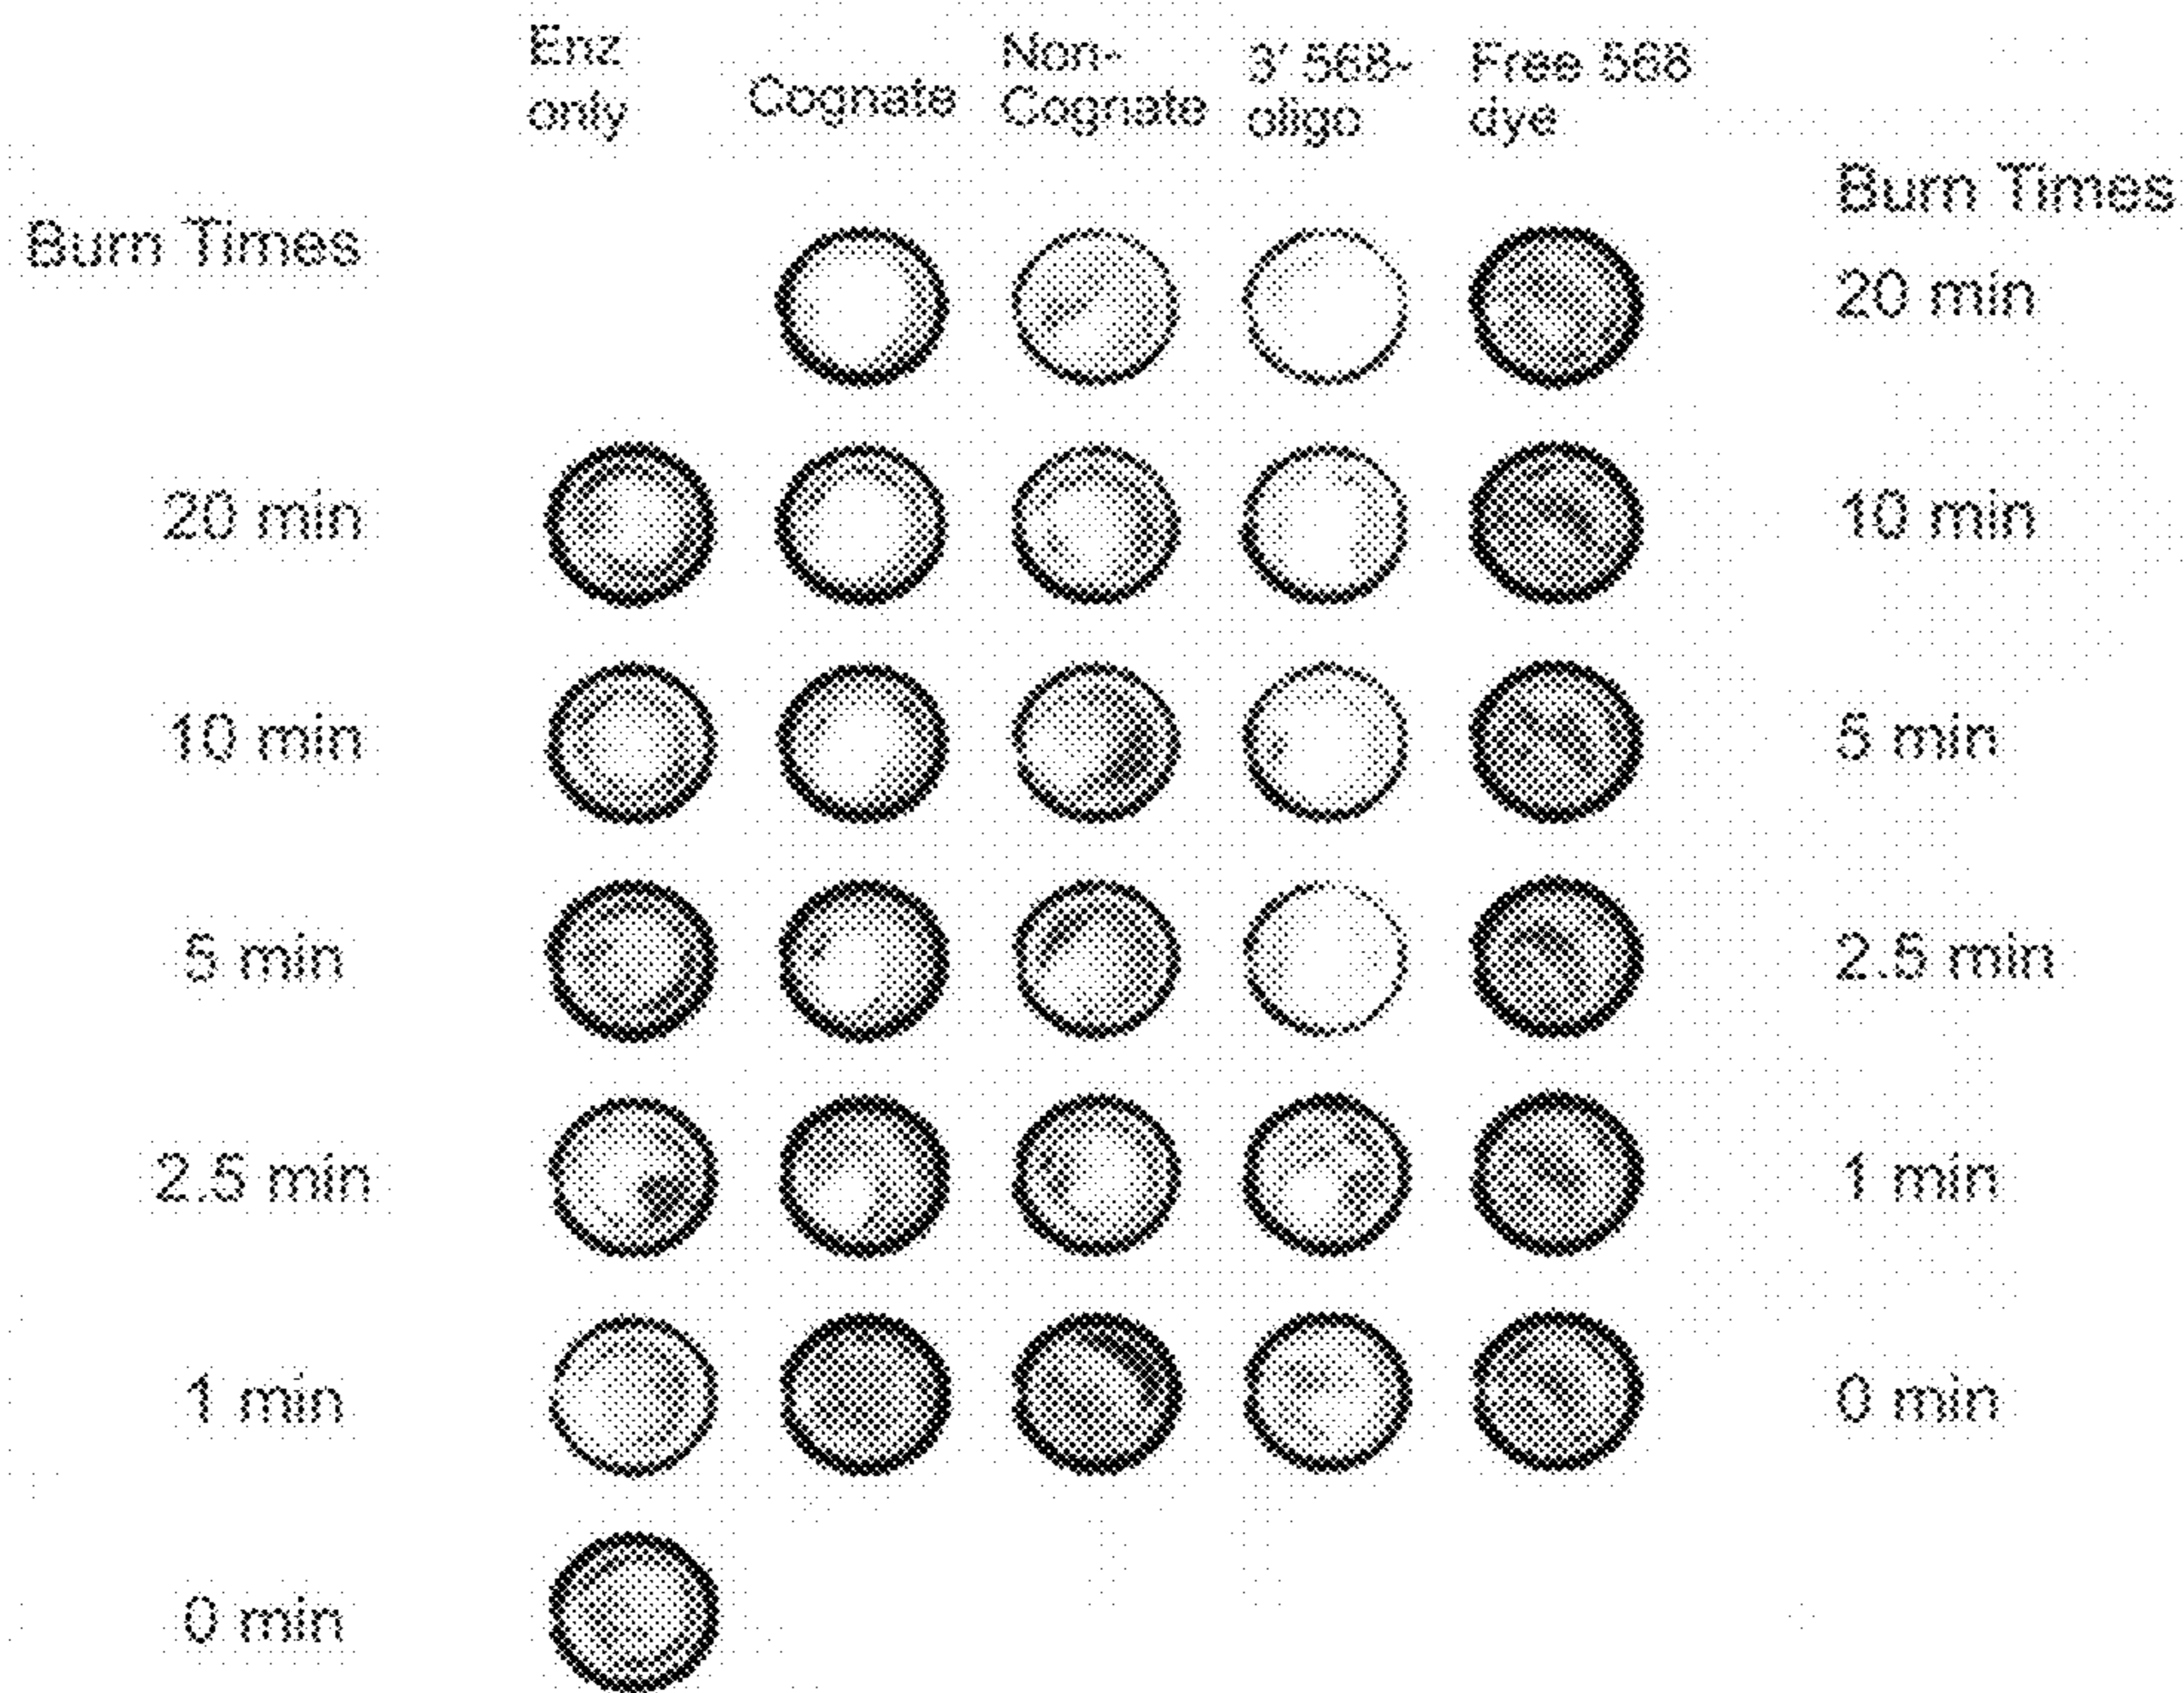 Enz
only
Cognate
Non-
Cognate
3' 568-
oligo
Free 568
dye
Burn Times
Burn Times
20 min
20 min
10 min
10 min
5 min
5 min
2.5 min
2.5 min
1 min
1 min
0 min
0 min